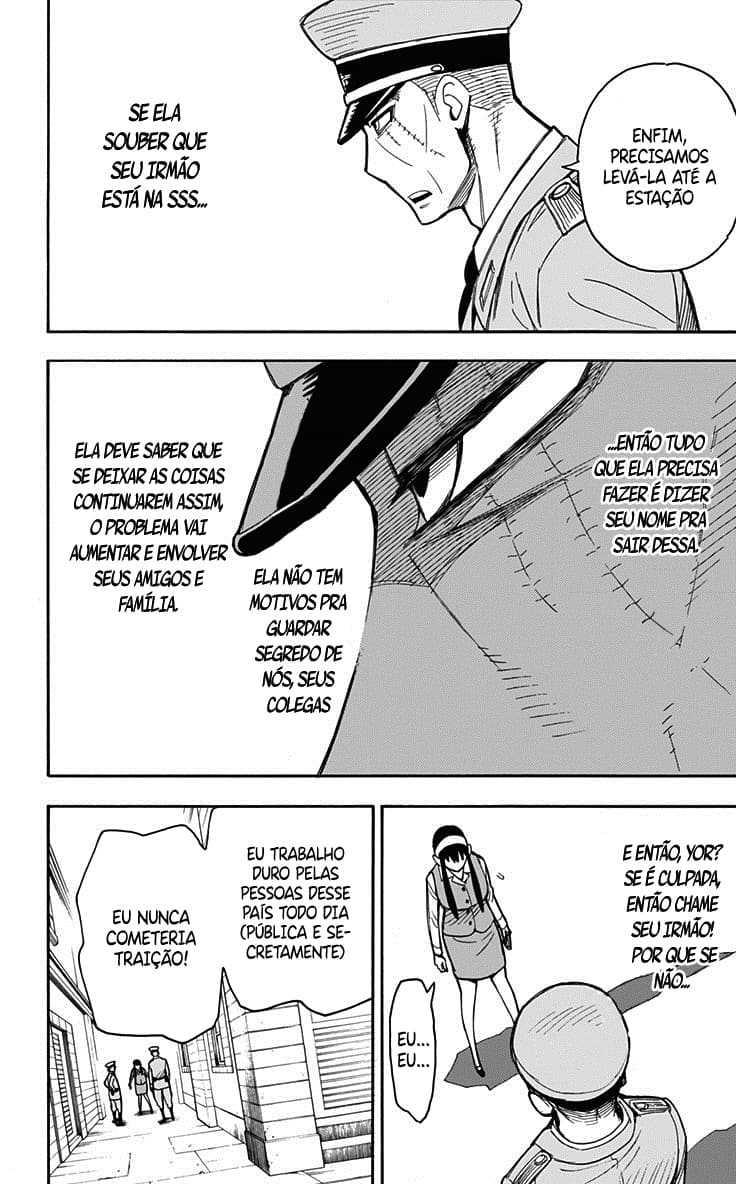 ENFIM,
PRECISAMOS
LEVÁ-LA ATÉ A
ESTAÇÃO
SE ELA
SOUBER QUE
SEU IRMÃO
ESTÁ NA SSS...
...ENTÃO TUDO
QUE ELA PRECISA
FAZER É DIZER
SEU NOME PRA
SAIR DESSA.
ELA NÃO TEM
MOTIVOS PRA
GUARDAR
SEGREDO DE
NÓS, SEUS
COLEGAS
ELA DEVE SABER QUE
SE DEIXAR AS COISAS
CONTINUAREM ASSIM,
O PROBLEMA VAI
AUMENTAR E ENVOLVER
SEUS AMIGOS E
FAMÍLIA.
E ENTÃO, YOR?
SE É CULPADA,
ENTÃO CHAME
SEU IRMÃO!
POR QUE SE
NÃO...
EU...
EU...
EU TRABALHO
DURO PELAS
PESSOAS DESSE
PAÍS TODO DIA
(PÚBLICA E SE-
CRETAMENTE)
EU NUNCA
COMETERIA
TRAIÇÃO!